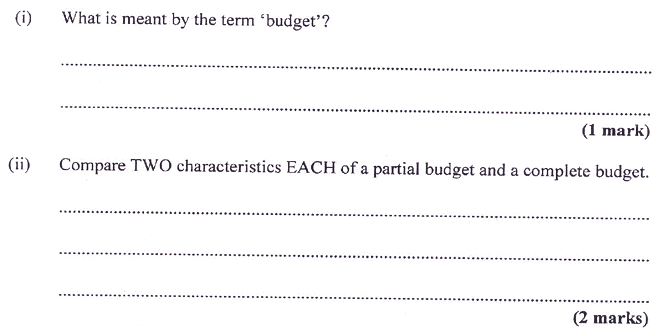 (i) What is meant by the term ‘budget’?
(1 mark)
(ii) Compare TWO characteristics EACH of a partial budget and a complete budget.
(2 marks)